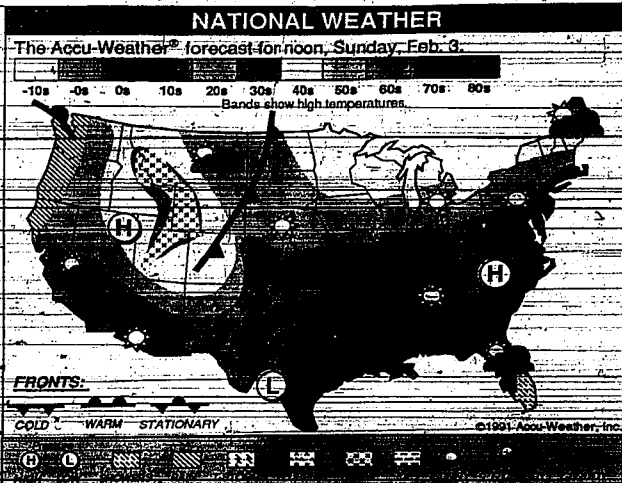 NATIONAL WEATHER
The Accu-Weather® forecast for noon, Sunday, Feb. 3.
-10s -0s 0s 10s 20s 30s 40s 50s 60s 70s 80s
Bands show high temperatures.
H
H
L
FRONTS:
COLD WARM STATIONARY
©1991 Accu-Weather, Inc.
H L